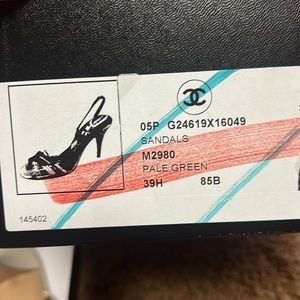 05P G24619X16049
SANDALS
M2980
PALE GREEN
39H 85B
145402